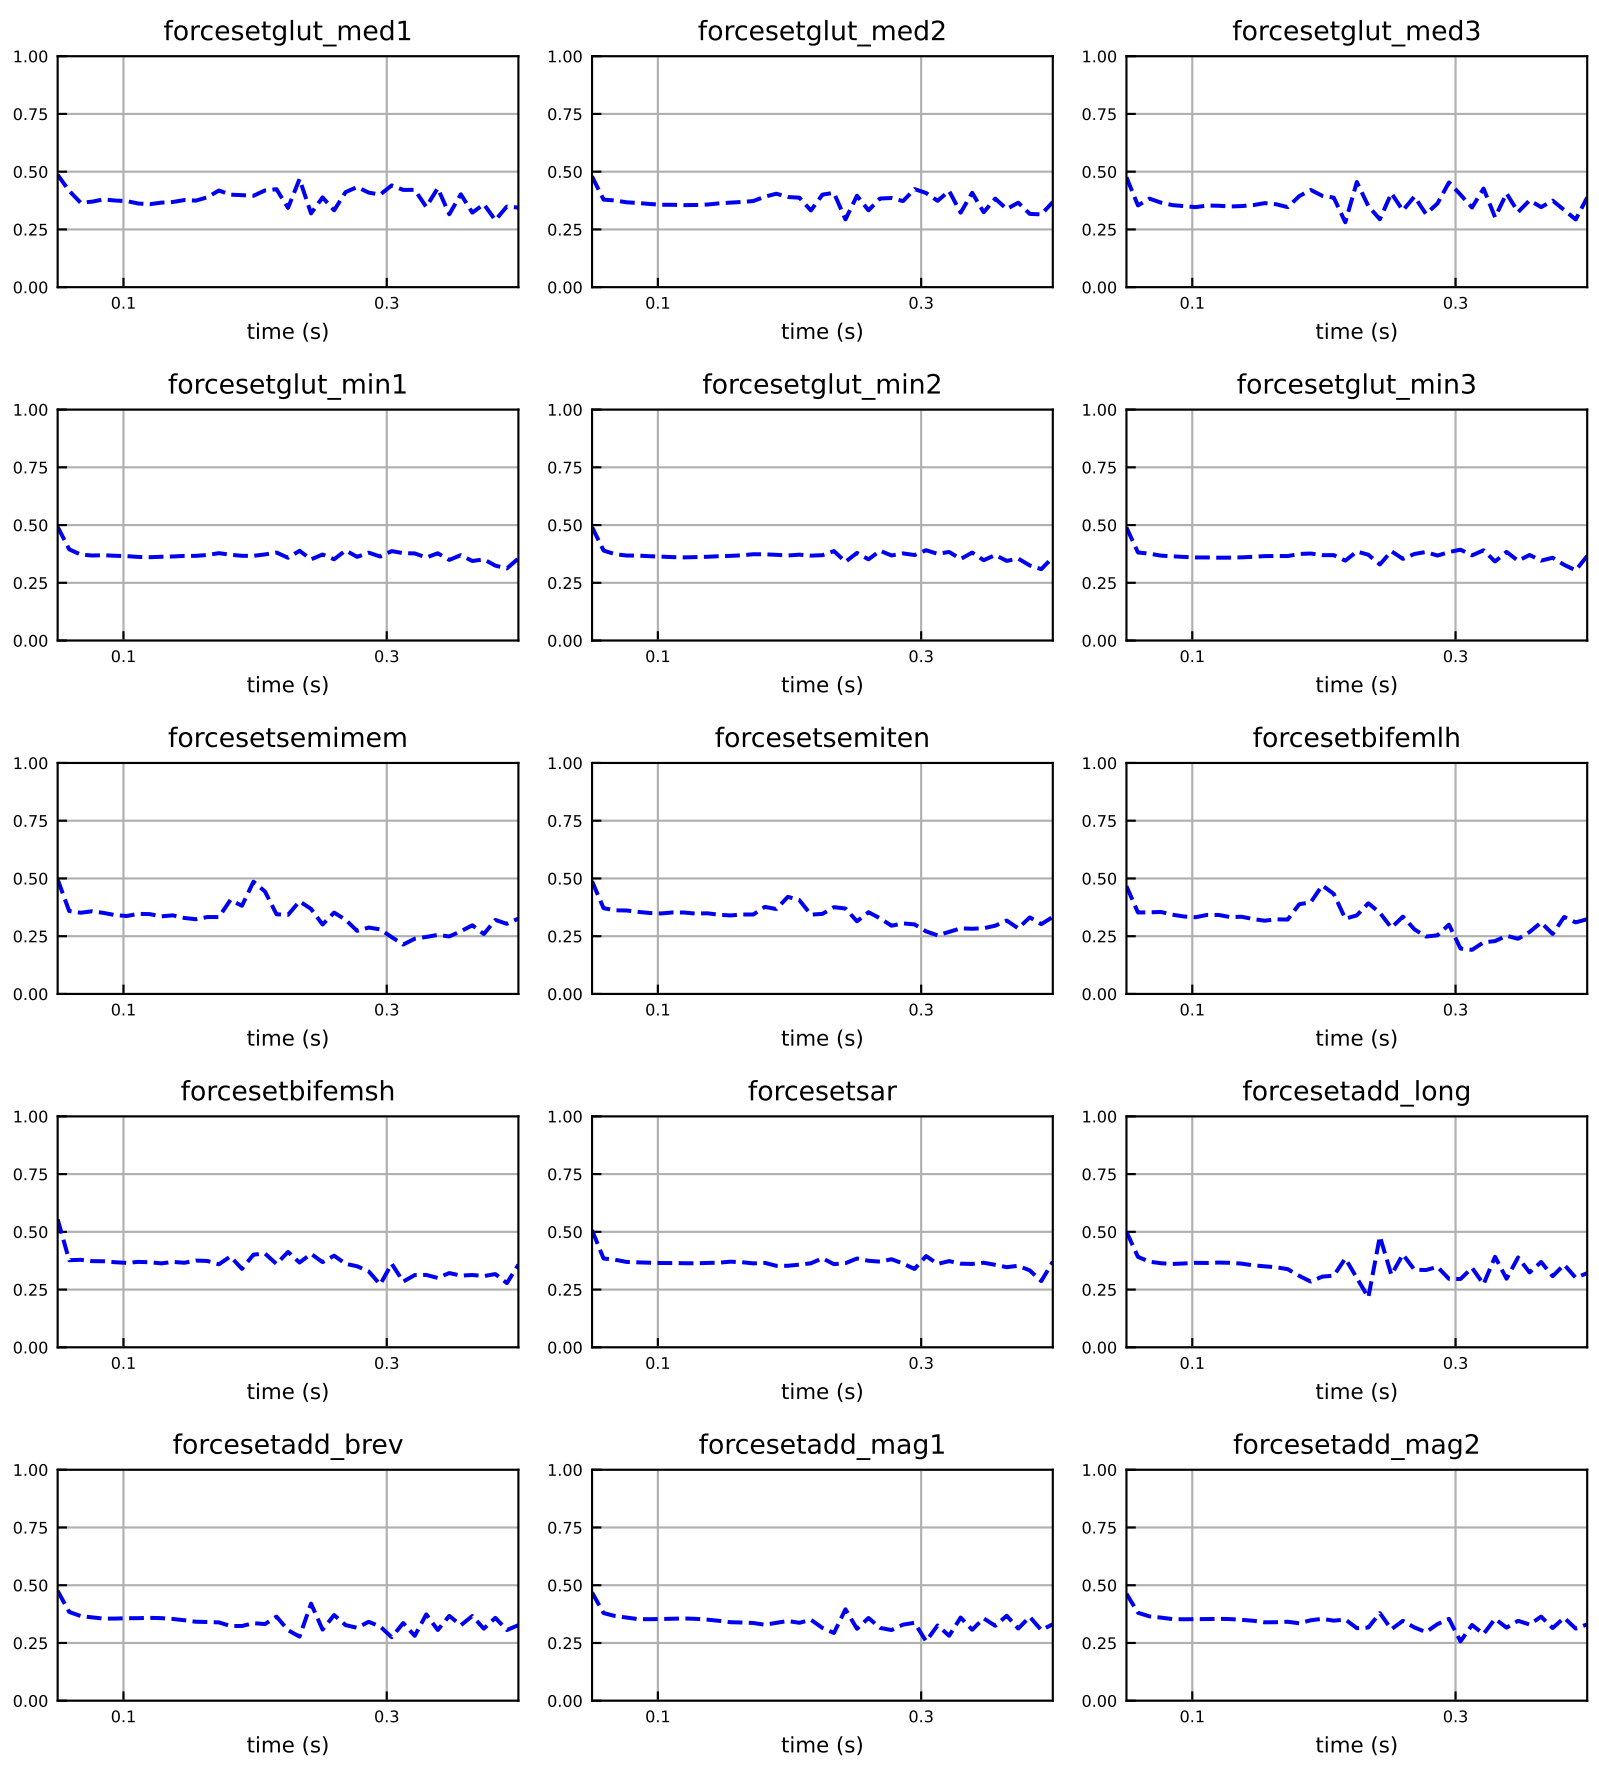 forcesetglut_med1 forcesetglut_med2 forcesetglut_med3
1.00 1.00 1.00
0.75 0.75 0.75
0.50 0.50 0.50
0.25 0.25 0.25
0.00 0.00 0.00
0.1 0.3 0.1 0.3 0.1 0.3
time (s) time (s) time (s)
forcesetglut_min1 forcesetglut_min2 forcesetglut_min3
1.00 1.00 1.00
0.75 0.75 0.75
0.50 0.50 0.50
0.25 0.25 0.25
0.00 0.00 0.00
0.1 0.3 0.1 0.3 0.1 0.3
time (s) time (s) time (s)
forcesetsemimem forcesetsemiten forcesetbifemlh
1.00 1.00 1.00
0.75 0.75 0.75
0.50 0.50 0.50
0.25 0.25 0.25
0.00 0.00 0.00
0.1 0.3 0.1 0.3 0.1 0.3
time (s) time (s) time (s)
forcesetbifemsh forcesetsar forcesetadd_long
1.00 1.00 1.00
0.75 0.75 0.75
0.50 0.50 0.50
0.25 0.25 0.25
0.00 0.00 0.00
0.1 0.3 0.1 0.3 0.1 0.3
time (s) time (s) time (s)
forcesetadd_brev forcesetadd_mag1 forcesetadd_mag2
1.00 1.00 1.00
0.75 0.75 0.75
0.50 0.50 0.50
0.25 0.25 0.25
0.00 0.00 0.00
0.1 0.3 0.1 0.3 0.1 0.3
time (s) time (s) time (s)